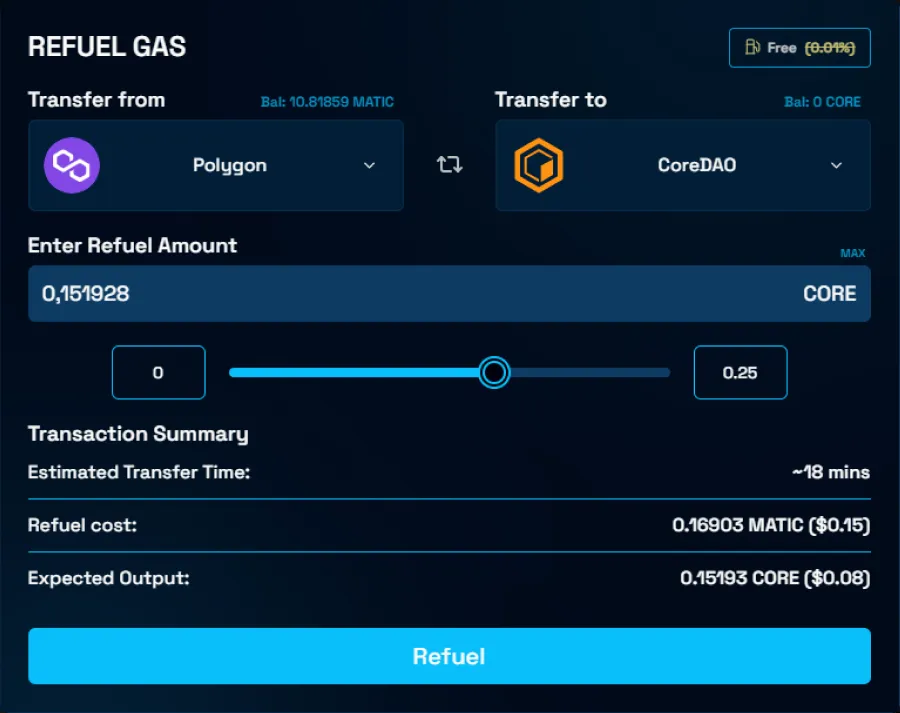 REFUEL GAS
Free (0.01%)
Transfer from
Bal: 10.81859 MATIC
Transfer to
Bal: 0 CORE
Polygon
CoreDAO
Enter Refuel Amount
MAX
0,151928
CORE
0
0.25
Transaction Summary
Estimated Transfer Time:
~18 mins
Refuel cost:
0.16903 MATIC ($0.15)
Expected Output:
0.15193 CORE ($0.08)
Refuel